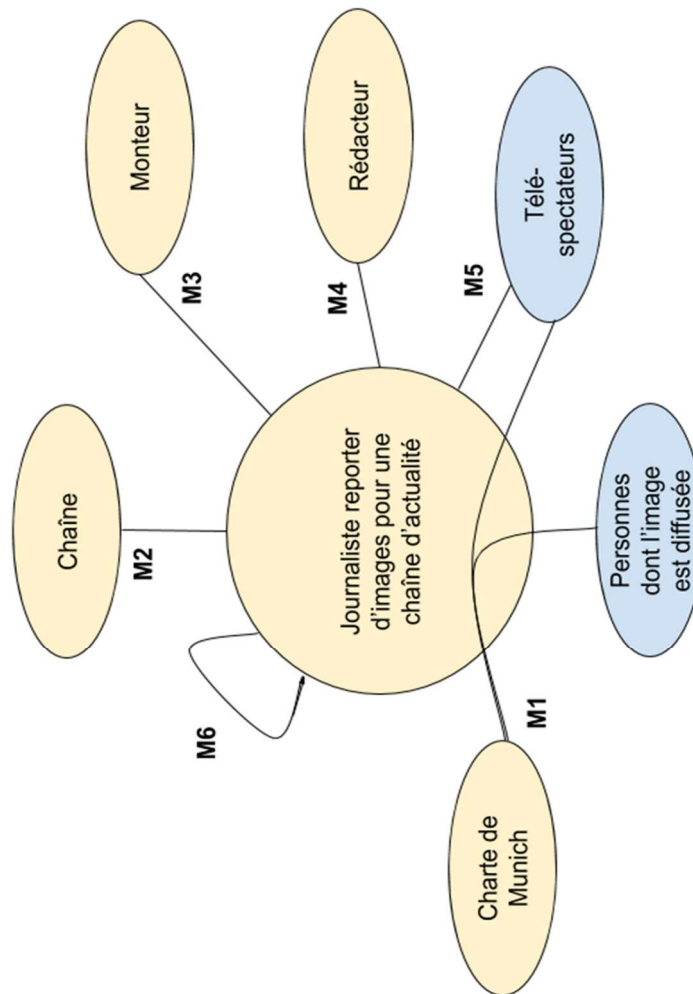 Chaîne
M2
Monteur
M3
Rédacteur
M4
Télé-
spectateurs
M5
Journaliste reporter
d'images pour une
chaîne d'actualité
M6
Charte de
Munich
M1
Personnes
dont l'image
est diffusée